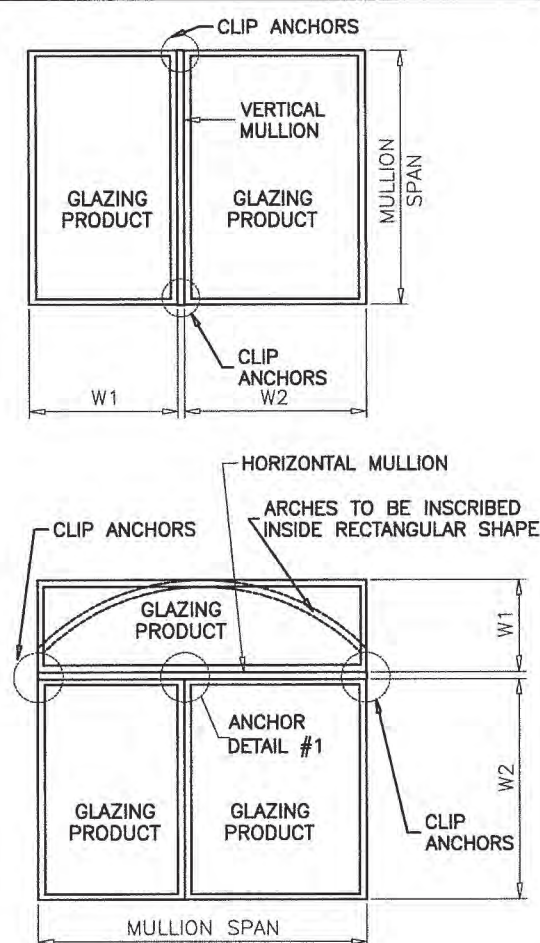 CLIP ANCHORS
VERTICAL
MULLION
GLAZING
PRODUCT
GLAZING
PRODUCT
MULLION
SPAN
CLIP
ANCHORS
W1
W2
HORIZONTAL MULLION
ARCHES TO BE INSCRIBED
INSIDE RECTANGULAR SHAPE
CLIP ANCHORS
GLAZING
PRODUCT
W1
ANCHOR
DETAIL #1
W2
GLAZING
PRODUCT
GLAZING
PRODUCT
CLIP
ANCHORS
MULLION SPAN